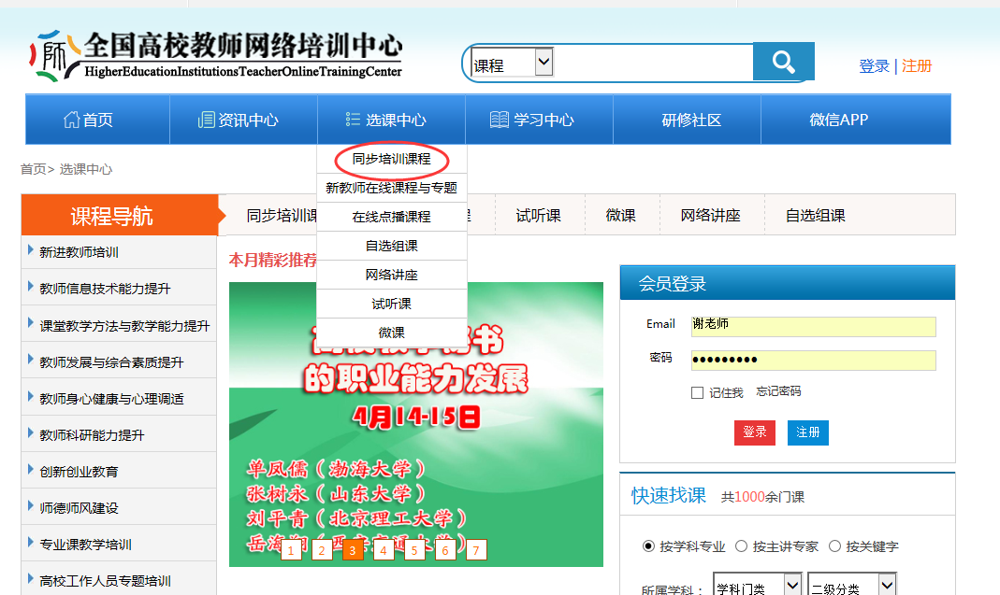 全国高校教师网络培训中心
HigherEducationInstitutionsTeacherOnlineTrainingCenter
课程
登录 | 注册
首页 资讯中心 选课中心 学习中心 研修社区 微信APP
首页> 选课中心
同步培训课程
新教师在线课程与专题
在线点播课程
自选组课
网络讲座
试听课
微课
课程导航
同步培训课 试听课 微课 网络讲座 自选组课
新进教师培训
教师信息技术能力提升
课堂教学方法与教学能力提升
教师发展与综合素质提升
教师身心健康与心理调适
教师科研能力提升
创新创业教育
师德师风建设
专业课教学培训
高校工作人员专题培训
本月精彩推荐
书
的职业能力发展
4月14-15日
单凤儒（渤海大学）
张树永（山东大学）
刘平青（北京理工大学）
岳海翔（西安交通大学）
1 2 3 4 5 6 7
会员登录
Email 谢老师
密码 ●●●●●●●●●
记住我 忘记密码
登录 注册
快速找课 共1000余门课
按学科专业 按主讲专家 按关键字
所属学科： 学科门类 二级分类